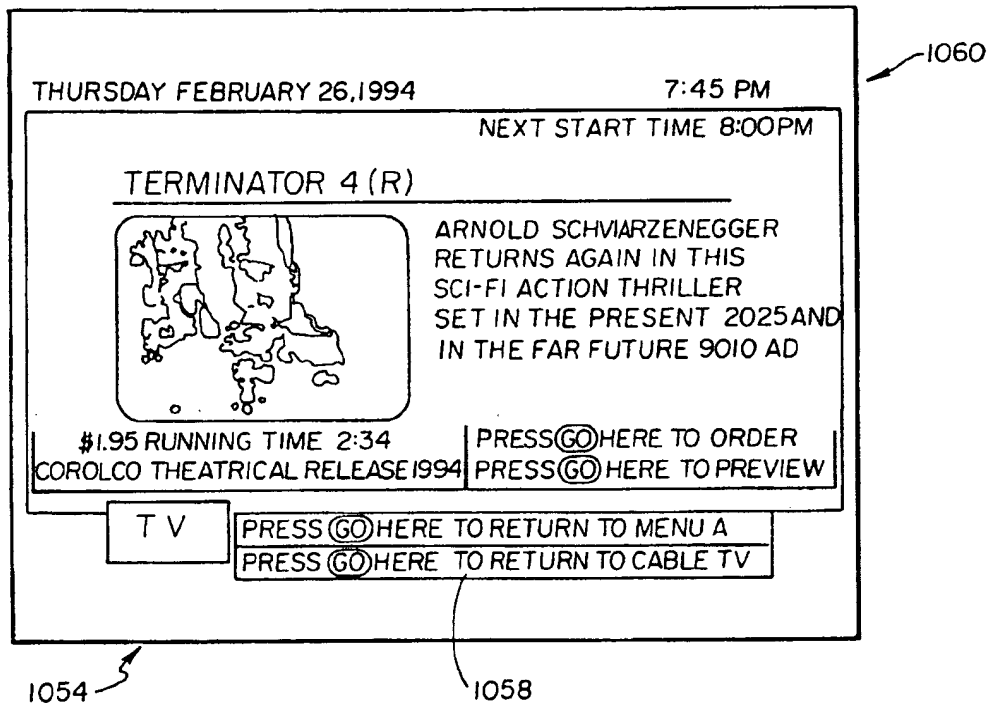 1060
THURSDAY FEBRUARY 26,1994 7:45 PM
NEXT START TIME 8:00PM
TERMINATOR 4 (R)
ARNOLD SCHVIARZENEGGER
RETURNS AGAIN IN THIS
SCI-FI ACTION THRILLER
SET IN THE PRESENT 2025 AND
IN THE FAR FUTURE 9010 AD
$1.95 RUNNING TIME 2:34
COROLCO THEATRICAL RELEASE 1994
PRESS GO HERE TO ORDER
PRESS GO HERE TO PREVIEW
TV
PRESS GO HERE TO RETURN TO MENU A
PRESS GO HERE TO RETURN TO CABLE TV
1054
1058